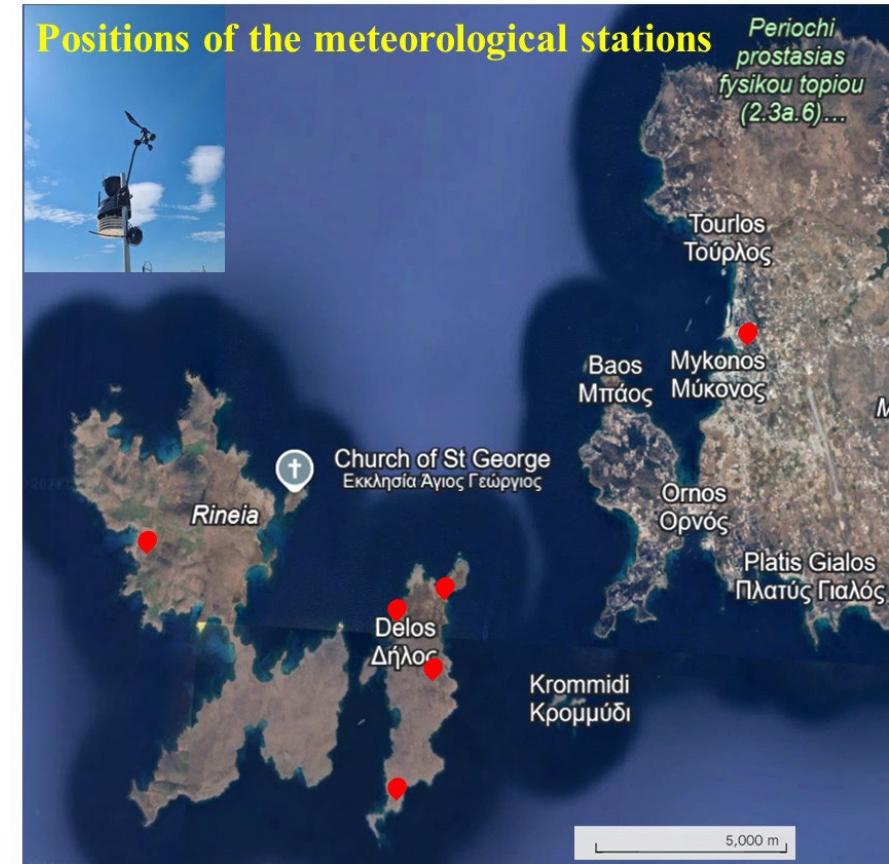 Positions of the meteorological stations
Periochi
prostasias
fysikou topiou
(2.3a.6)...
Tourlos
Τούρλος
Baos
Μπάος
Mykonos
Μύκονος
M
Church of St George
Εκκλησία Άγιος Γεώργιος
Rineia
Ornos
Ορνός
Platis Gialos
Πλατύς Γιαλός
Delos
Δήλος
Krommidi
Κρομμύδι
5,000 m